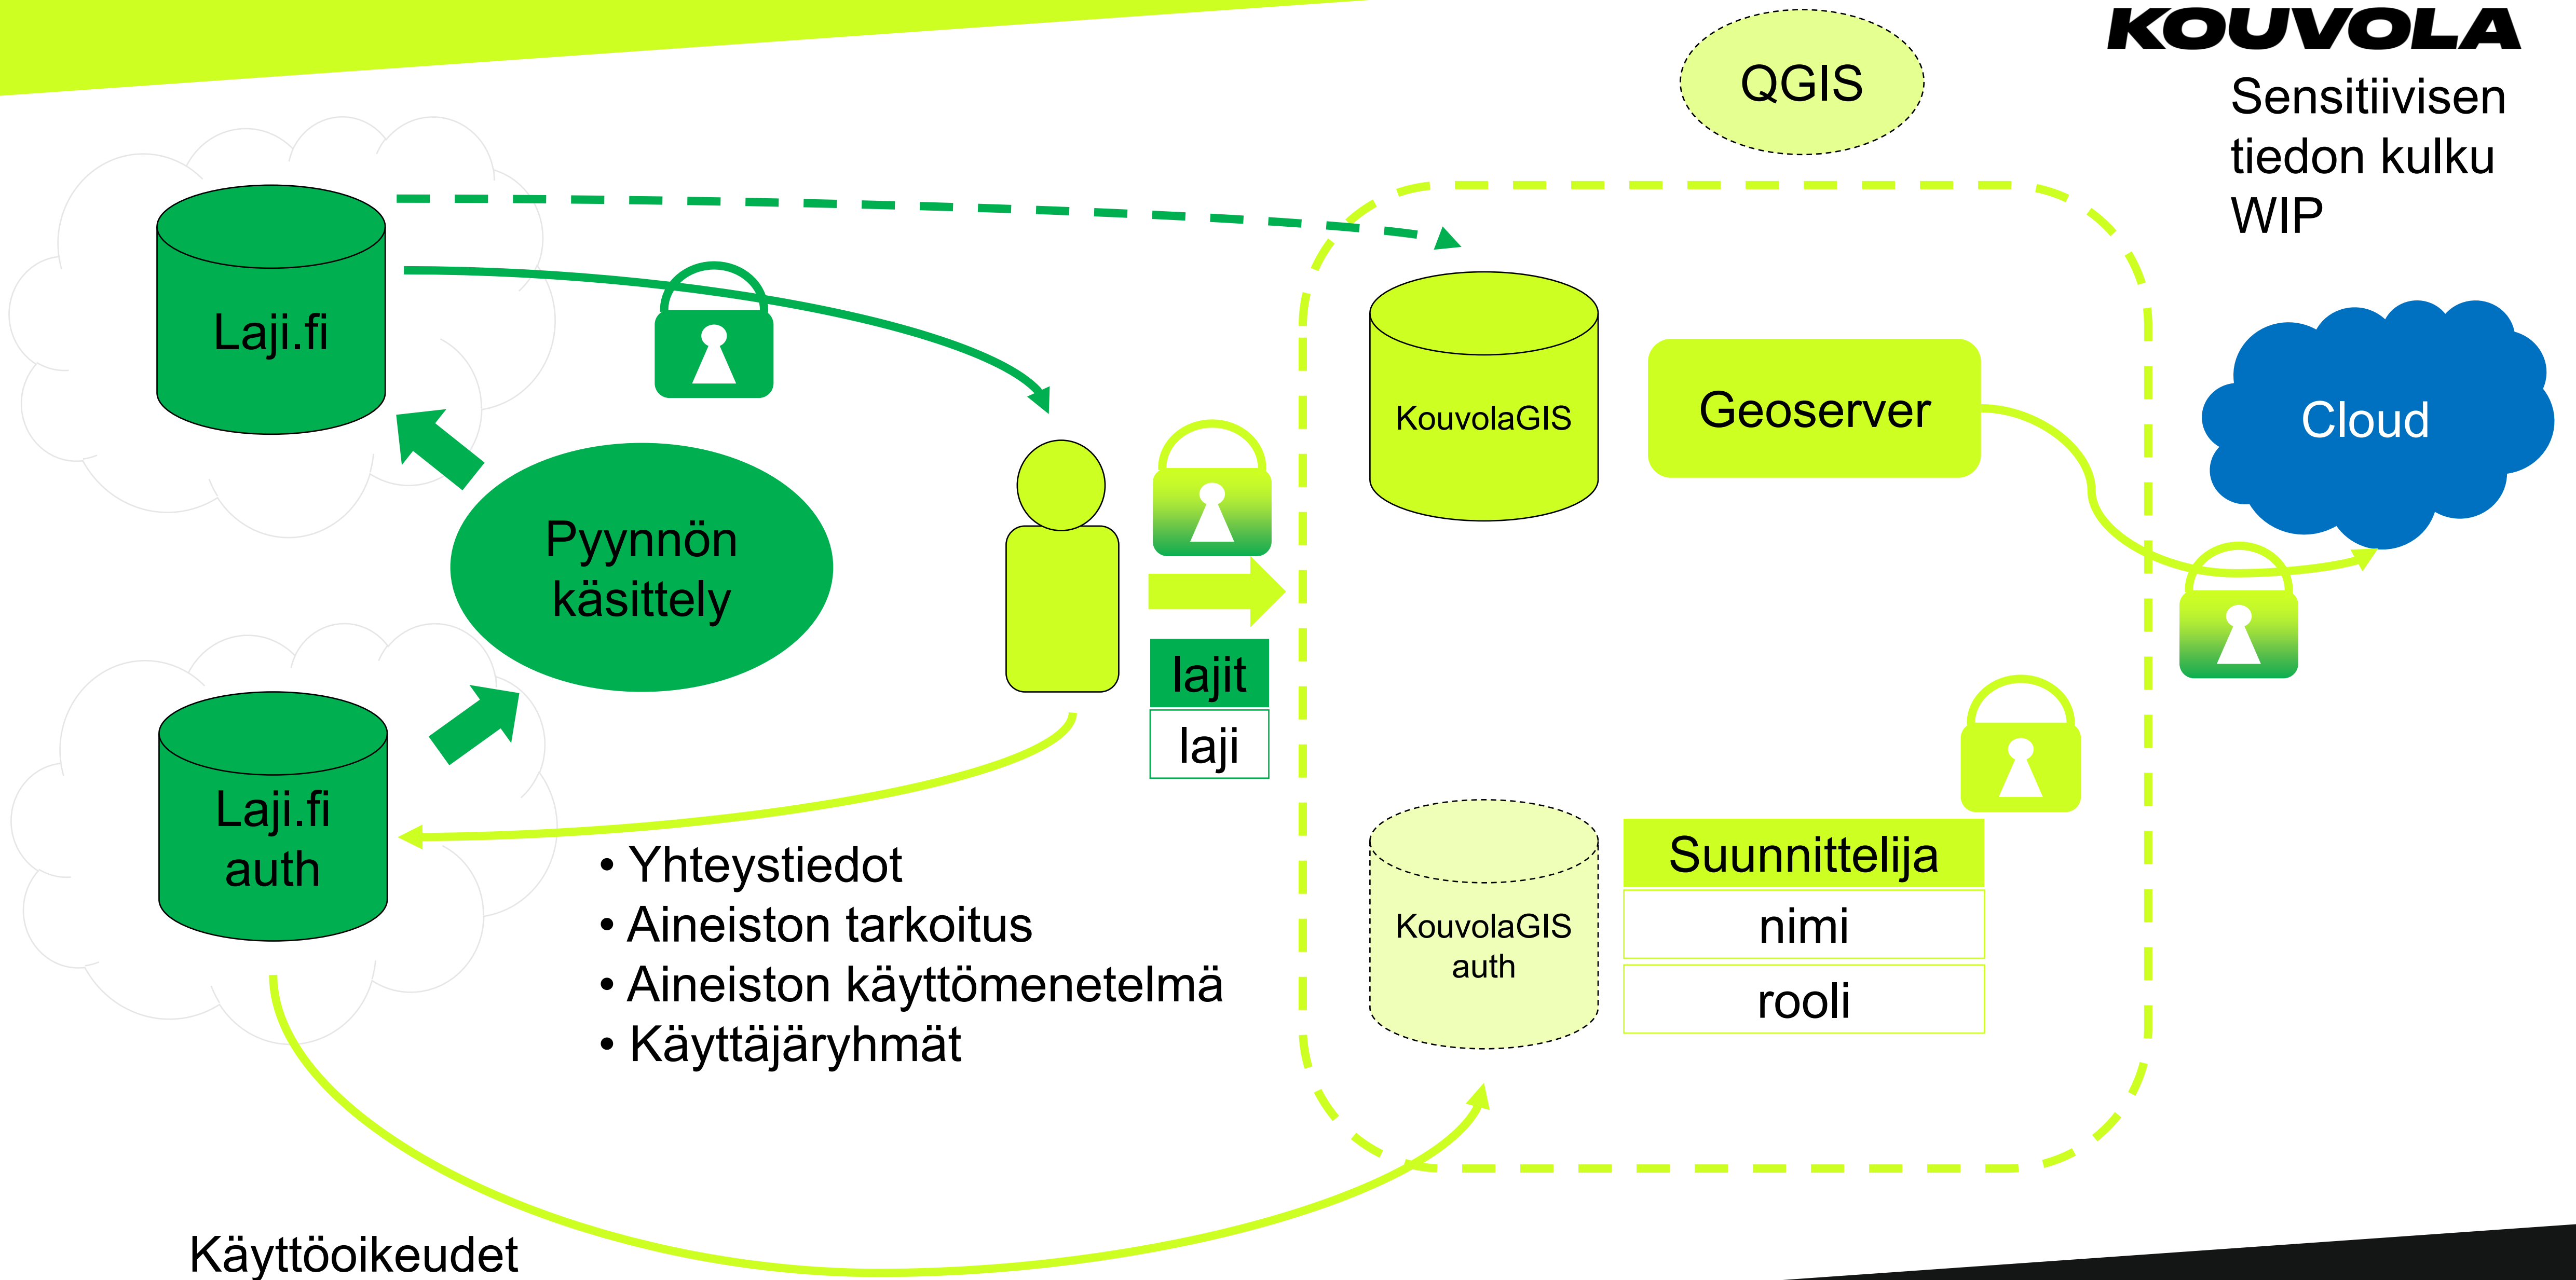 KOUVOLA
Sensitiivisen
tiedon kulku
WIP
QGIS
Laji.fi
Pyynnön
käsittely
Laji.fi
auth
• Yhteystiedot
• Aineiston tarkoitus
• Aineiston käyttömenetelmä
• Käyttäjäryhmät
lajit
laji
KouvolaGIS
Geoserver
Cloud
KouvolaGIS
auth
Suunnittelija
nimi
rooli
Käyttöoikeudet